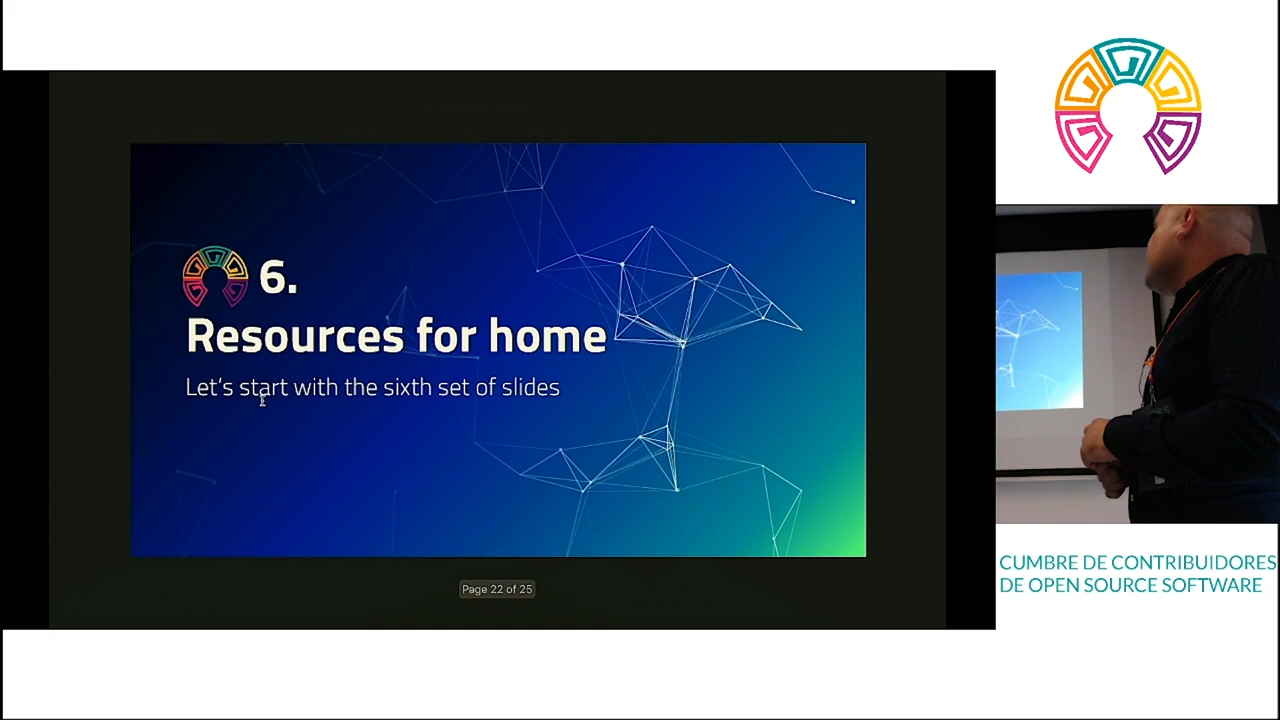 6.
Resources for home
Let's start with the sixth set of slides
Page 22 of 25
CUMBRE DE CONTRIBUIDORES
DE OPEN SOURCE SOFTWARE